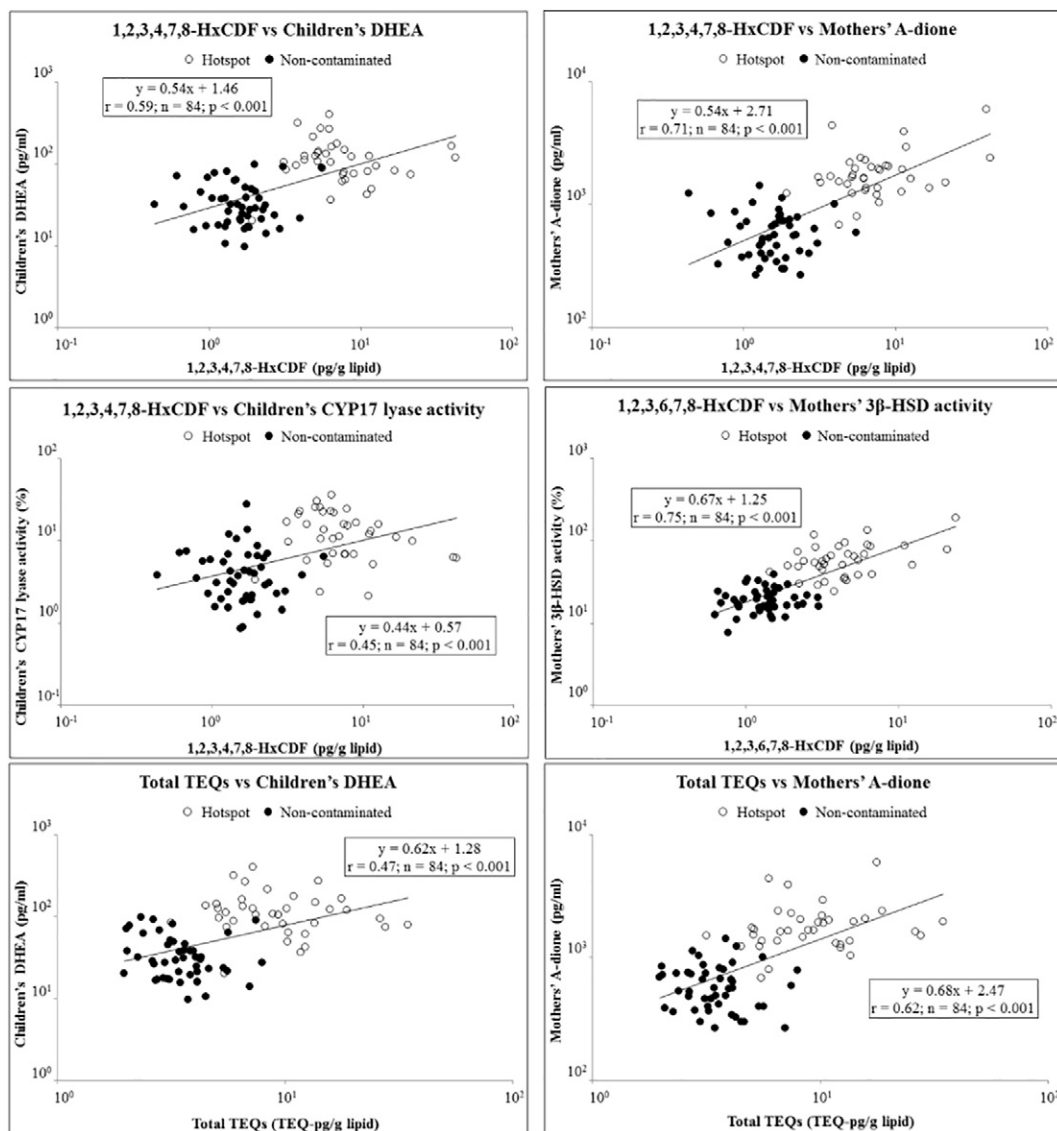 1,2,3,4,7,8-HxCDF vs Children's DHEA
○ Hotspot ● Non-contaminated
10³
y = 0.54x + 1.46
r = 0.59; n = 84; p < 0.001
10²
10¹
10⁰
Children's DHEA (pg/ml)
10⁻¹ 10⁰ 10¹ 10²
1,2,3,4,7,8-HxCDF (pg/g lipid)
1,2,3,4,7,8-HxCDF vs Mothers' A-dione
○ Hotspot ● Non-contaminated
10⁴
y = 0.54x + 2.71
r = 0.71; n = 84; p < 0.001
10³
10²
Mothers' A-dione (pg/ml)
10⁻¹ 10⁰ 10¹ 10²
1,2,3,4,7,8-HxCDF (pg/g lipid)
1,2,3,4,7,8-HxCDF vs Children's CYP17 lyase activity
○ Hotspot ● Non-contaminated
10²
10¹
10⁰
y = 0.44x + 0.57
r = 0.45; n = 84; p < 0.001
10⁻¹
Children's CYP17 lyase activity (%)
10⁻¹ 10⁰ 10¹ 10²
1,2,3,4,7,8-HxCDF (pg/g lipid)
1,2,3,6,7,8-HxCDF vs Mothers' 3β-HSD activity
○ Hotspot ● Non-contaminated
10³
y = 0.67x + 1.25
r = 0.75; n = 84; p < 0.001
10²
10¹
10⁰
Mothers' 3β-HSD activity (%)
10⁻¹ 10⁰ 10¹ 10²
1,2,3,6,7,8-HxCDF (pg/g lipid)
Total TEQs vs Children's DHEA
○ Hotspot ● Non-contaminated
10³
y = 0.62x + 1.28
r = 0.47; n = 84; p < 0.001
10²
10¹
10⁰
Children's DHEA (pg/ml)
10⁰ 10¹ 10²
Total TEQs (TEQ-pg/g lipid)
Total TEQs vs Mothers' A-dione
○ Hotspot ● Non-contaminated
10⁴
10³
y = 0.68x + 2.47
r = 0.62; n = 84; p < 0.001
10²
Mothers' A-dione (pg/ml)
10⁰ 10¹ 10²
Total TEQs (TEQ-pg/g lipid)